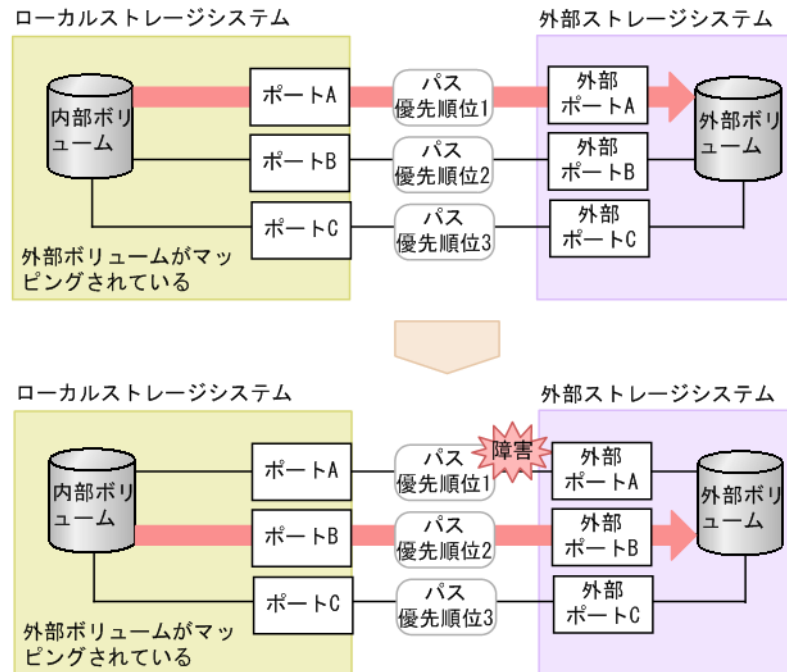 ローカルストレージシステム
外部ストレージシステム
内部ボリ
ューム
ポートA
パス
優先順位1
外部
ポートA
外部ボリ
ューム
ポートB
パス
優先順位2
外部
ポートB
ポートC
パス
優先順位3
外部
ポートC
外部ボリュームがマッ
ピングされている
ローカルストレージシステム
外部ストレージシステム
内部ボリ
ューム
ポートA
パス
優先順位1
障害
外部
ポートA
外部ボリ
ューム
ポートB
パス
優先順位2
外部
ポートB
ポートC
パス
優先順位3
外部
ポートC
外部ボリュームがマッ
ピングされている